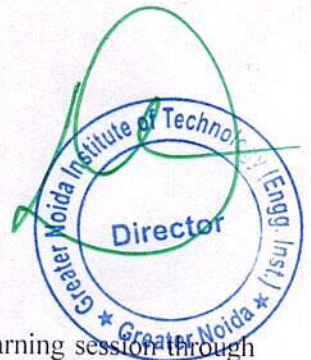 Greater Noida Institute of Technology (Engg. Inst.)
Director
★ Greater Noida ★
arning session through